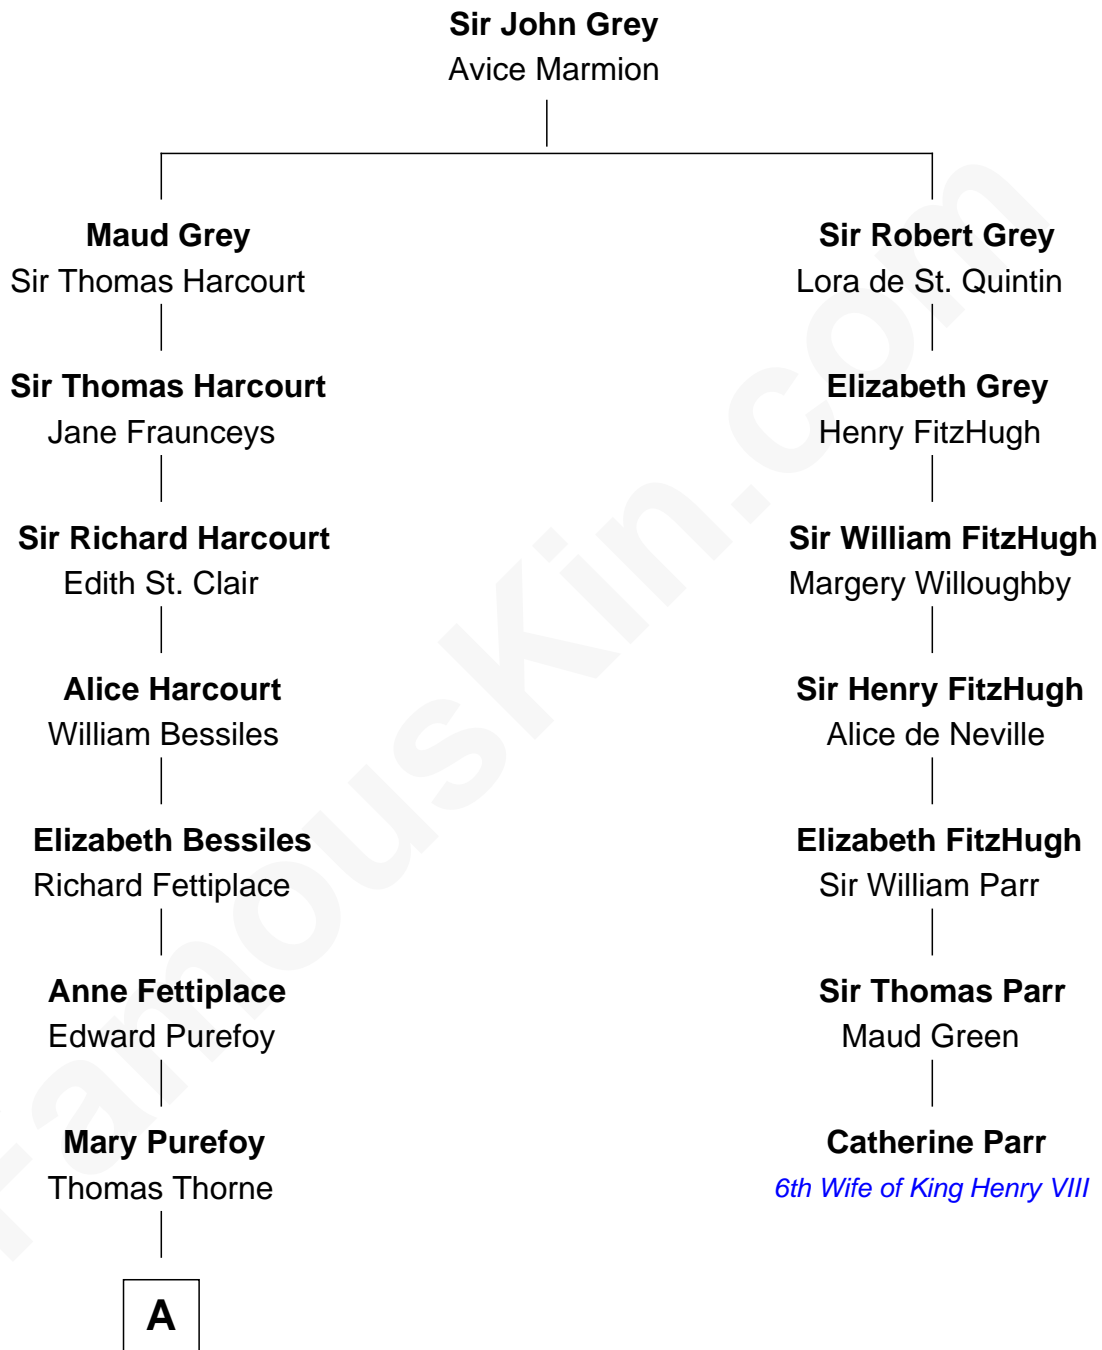 Sir John Grey
Avice Marmion
Maud Grey
Sir Thomas Harcourt
Sir Robert Grey
Lora de St. Quintin
Sir Thomas Harcourt
Jane Fraunceys
Elizabeth Grey
Henry FitzHugh
Sir Richard Harcourt
Edith St. Clair
Sir William FitzHugh
Margery Willoughby
Alice Harcourt
William Bessiles
Sir Henry FitzHugh
Alice de Neville
Elizabeth Bessiles
Richard Fettiplace
Elizabeth FitzHugh
Sir William Parr
Anne Fettiplace
Edward Purefoy
Sir Thomas Parr
Maud Green
Mary Purefoy
Thomas Thorne
Catherine Parr
6th Wife of King Henry VIII
A
FamousKin.com